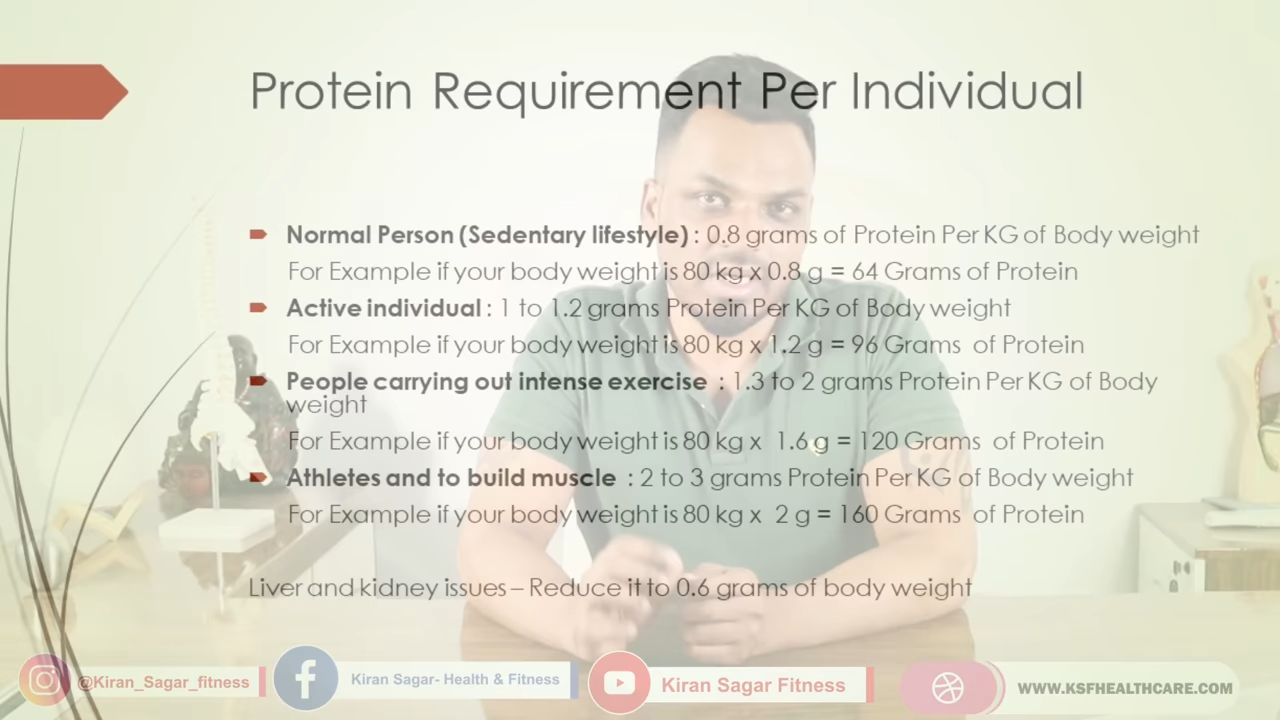 Protein Requirement Per Individual
Normal Person (Sedentary lifestyle) : 0.8 grams of Protein Per KG of Body weight
For Example if your body weight is 80 kg x 0.8 g = 64 Grams of Protein
Active individual : 1 to 1.2 grams Protein Per KG of Body weight
For Example if your body weight is 80 kg x 1.2 g = 96 Grams of Protein
People carrying out intense exercise : 1.3 to 2 grams Protein Per KG of Body
weight
For Example if your body weight is 80 kg x 1.6 g = 120 Grams of Protein
Athletes and to build muscle : 2 to 3 grams Protein Per KG of Body weight
For Example if your body weight is 80 kg x 2 g = 160 Grams of Protein
Liver and kidney issues – Reduce it to 0.6 grams of body weight
@Kiran_Sagar_fitness
Kiran Sagar- Health & Fitness
Kiran Sagar Fitness
WWW.KSFHEALTHCARE.COM